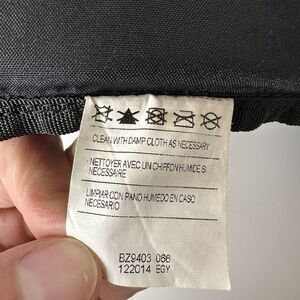 CLEAN WITH DAMP CLOTH AS NECESSARY
NETTOYER AVEC UN CHIFFON HUMIDE S
NECESSAIRE
LIMPIAR CON PANO HUMEDO EN CASO
NECESARIO
BZ9403 066
122014 EGY